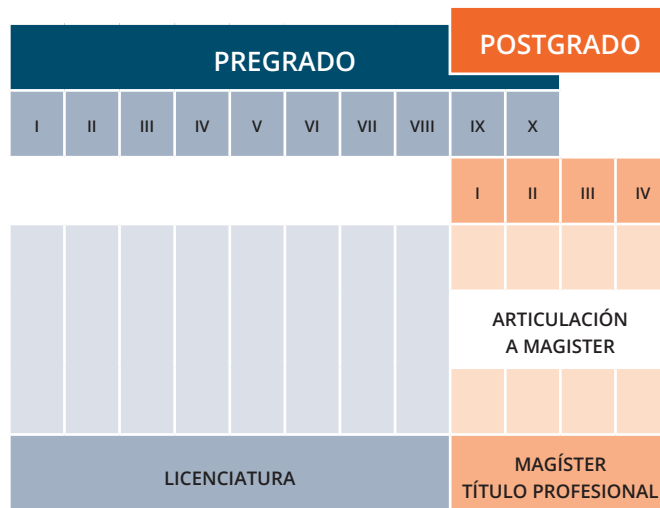 POSTGRADO
PREGRADO
I II III IV V VI VII VIII IX X
I II III IV
ARTICULACIÓN
A MAGISTER
LICENCIATURA
MAGÍSTER
TÍTULO PROFESIONAL